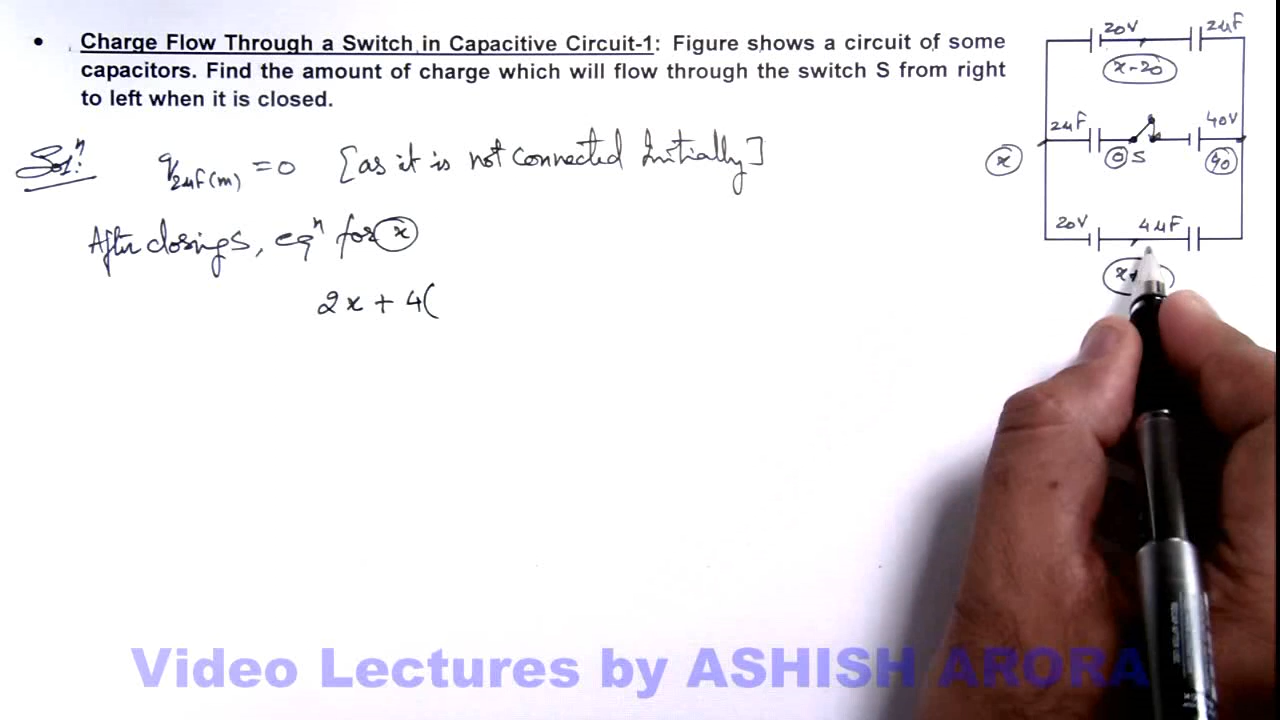 • Charge Flow Through a Switch in Capacitive Circuit-1: Figure shows a circuit of some
capacitors. Find the amount of charge which will flow through the switch S from right
to left when it is closed.
Solⁿ. q2μF(m) = 0 [as it is not connected Initially]
After closing S, eqⁿ for x
2x + 4(
20V 2μF
x-20
2μF 40V
x 0 S 40
20V 4μF
x+
Video Lectures by ASHISH ARORA